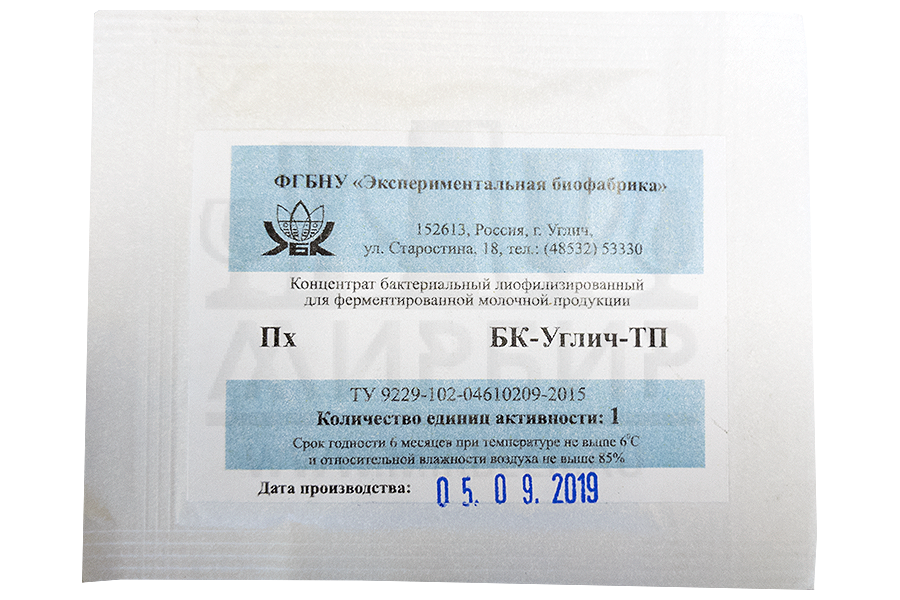 ФГБНУ «Экспериментальная биофабрика»
УБК
152613, Россия, г. Углич,
ул. Старостина, 18, тел.: (48532) 53330
Концентрат бактериальный лиофилизированный
для ферментированной молочной продукции
Пх БК-Углич-ТП
ТУ 9229-102-04610209-2015
Количество единиц активности: 1
Срок годности 6 месяцев при температуре не выше 6°С
и относительной влажности воздуха не выше 85%
Дата производства: 05. 09. 2019